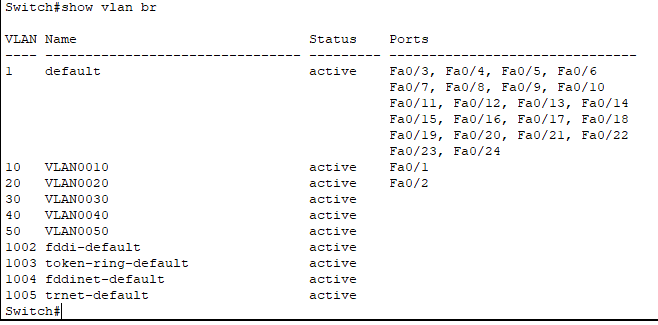 Switch#show vlan br
VLAN Name                             Status    Ports
---- -------------------------------- --------- -------------------------------
1    default                          active    Fa0/3, Fa0/4, Fa0/5, Fa0/6
                                                Fa0/7, Fa0/8, Fa0/9, Fa0/10
                                                Fa0/11, Fa0/12, Fa0/13, Fa0/14
                                                Fa0/15, Fa0/16, Fa0/17, Fa0/18
                                                Fa0/19, Fa0/20, Fa0/21, Fa0/22
                                                Fa0/23, Fa0/24
10   VLAN0010                         active    Fa0/1
20   VLAN0020                         active    Fa0/2
30   VLAN0030                         active
40   VLAN0040                         active
50   VLAN0050                         active
1002 fddi-default                     active
1003 token-ring-default               active
1004 fddinet-default                  active
1005 trnet-default                    active
Switch#